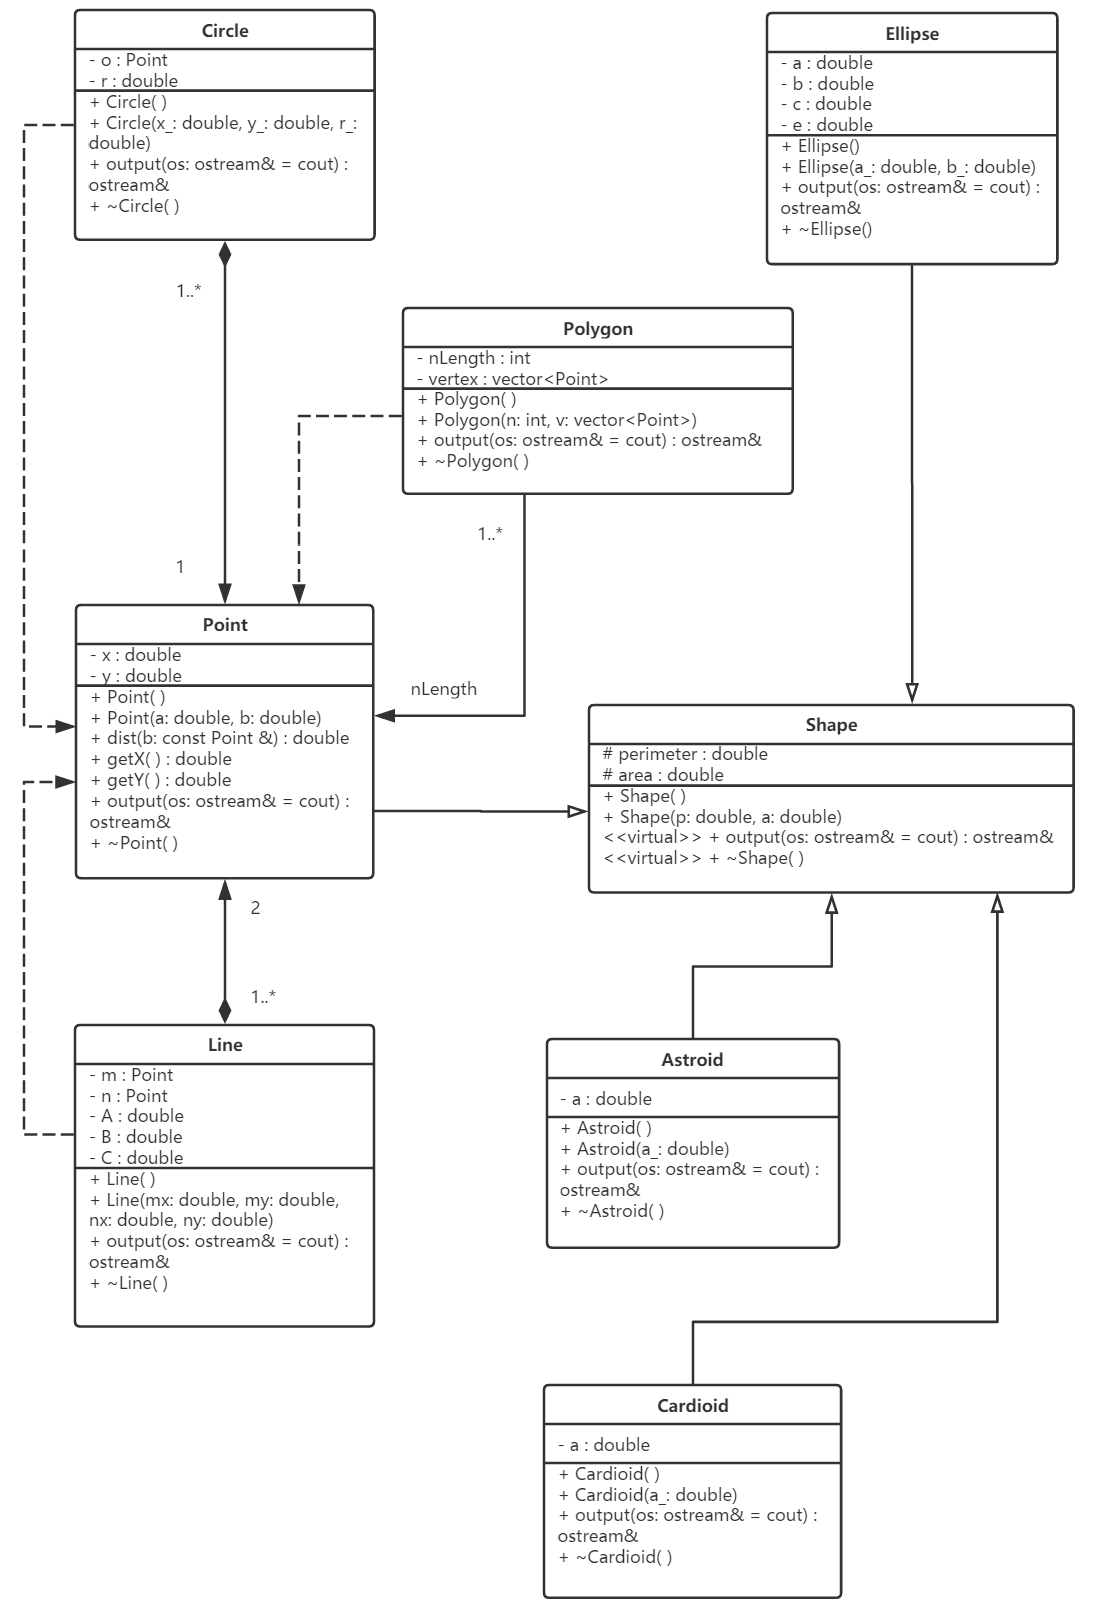 Circle
- o : Point
- r : double
+ Circle( )
+ Circle(x_: double, y_: double, r_:
double)
+ output(os: ostream& = cout) :
ostream&
+ ~Circle( )
Ellipse
- a : double
- b : double
- c : double
- e : double
+ Ellipse()
+ Ellipse(a_: double, b_: double)
+ output(os: ostream& = cout) :
ostream&
+ ~Ellipse()
1..*
1
Polygon
- nLength : int
- vertex : vector<Point>
+ Polygon( )
+ Polygon(n: int, v: vector<Point>)
+ output(os: ostream& = cout) : ostream&
+ ~Polygon( )
1..*
nLength
Point
- x : double
- y : double
+ Point( )
+ Point(a: double, b: double)
+ dist(b: const Point &) : double
+ getX( ) : double
+ getY( ) : double
+ output(os: ostream& = cout) :
ostream&
+ ~Point( )
Shape
# perimeter : double
# area : double
+ Shape( )
+ Shape(p: double, a: double)
<<virtual>> + output(os: ostream& = cout) : ostream&
<<virtual>> + ~Shape( )
2
1..*
Line
- m : Point
- n : Point
- A : double
- B : double
- C : double
+ Line( )
+ Line(mx: double, my: double,
nx: double, ny: double)
+ output(os: ostream& = cout) :
ostream&
+ ~Line( )
Astroid
- a : double
+ Astroid( )
+ Astroid(a_: double)
+ output(os: ostream& = cout) :
ostream&
+ ~Astroid( )
Cardioid
- a : double
+ Cardioid( )
+ Cardioid(a_: double)
+ output(os: ostream& = cout) :
ostream&
+ ~Cardioid( )